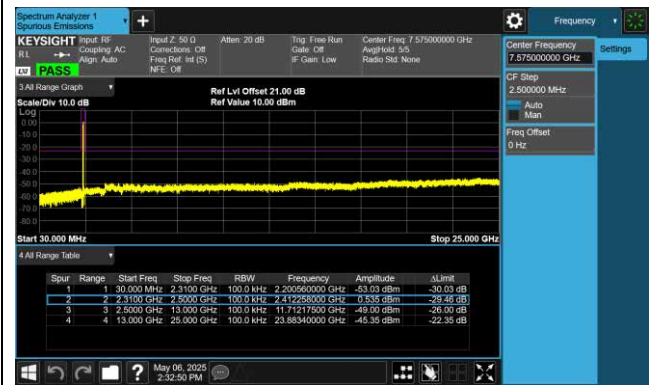 Spectrum Analyzer 1
Spurious Emissions
+
Frequency
KEYSIGHT
RL
LXI
PASS
Input: RF
Coupling: AC
Align: Auto
Input Z: 50 Ω
Corrections: Off
Freq Ref: Int (S)
NFE: Off
Atten: 20 dB
Trig: Free Run
Gate: Off
IF Gain: Low
Center Freq: 7.575000000 GHz
Avg|Hold: 5/5
Radio Std: None
Center Frequency
7.575000000 GHz
Settings
CF Step
2.500000 MHz
Auto
Man
Freq Offset
0 Hz
3 All Range Graph
Scale/Div 10.0 dB
Ref Lvl Offset 21.00 dB
Ref Value 10.00 dBm
Log
0.00
-10.0
-20.0
-30.0
-40.0
-50.0
-60.0
-70.0
-80.0
Start 30.000 MHz
Stop 25.000 GHz
4 All Range Table
Spur Range Start Freq Stop Freq RBW Frequency Amplitude ΔLimit
1 1 30.000 MHz 2.3100 GHz 100.0 kHz 2.200560000 GHz -53.03 dBm -30.03 dB
2 2 2.3100 GHz 2.5000 GHz 100.0 kHz 2.412258000 GHz 0.535 dBm -29.46 dB
3 3 2.5000 GHz 13.000 GHz 100.0 kHz 11.71217500 GHz -49.00 dBm -26.00 dB
4 4 13.000 GHz 25.000 GHz 100.0 kHz 23.88340000 GHz -45.35 dBm -22.35 dB
?
May 06, 2025
2:32:50 PM